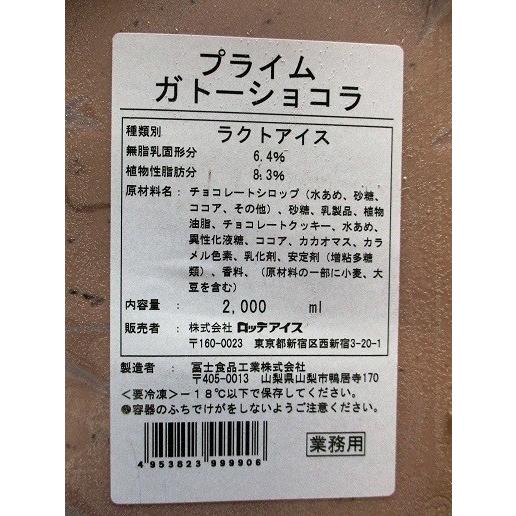 プライム
ガトーショコラ
種類別 ラクトアイス
無脂乳固形分 6.4%
植物性脂肪分 8.3%
原材料名： チョコレートシロップ（水あめ、砂糖、
ココア、その他）、砂糖、乳製品、植物
油脂、チョコレートクッキー、水あめ、
異性化液糖、ココア、カカオマス、カラ
メル色素、乳化剤、安定剤（増粘多糖
類）、香料、（原材料の一部に小麦、大
豆を含む）
内容量： 2,000 ml
販売者： 株式会社 ロッテアイス
〒160-0023 東京都新宿区西新宿3-20-1
製造者： 冨士食品工業株式会社
〒405-0013 山梨県山梨市鴨居寺170
＜要冷凍＞－18℃以下で保存してください。
●容器のふちでけがをしないようご注意ください。
4 953823 999906
業務用